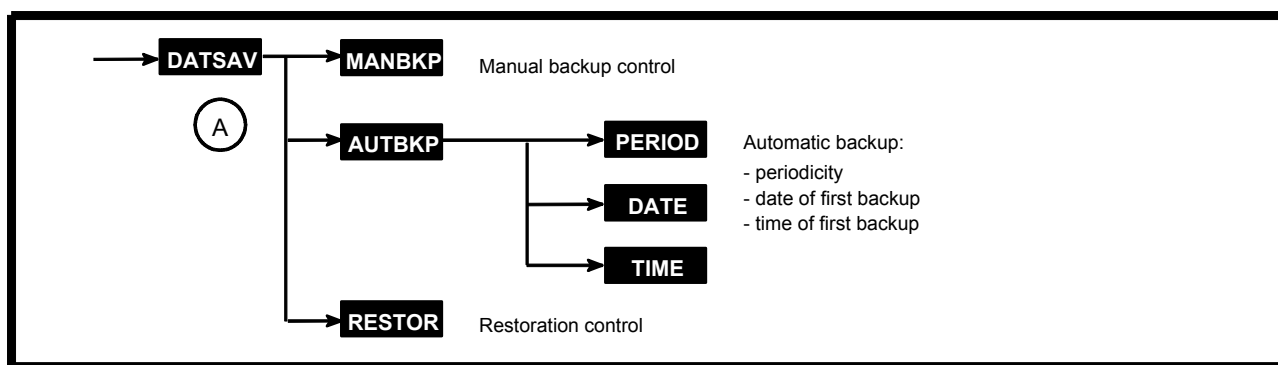 DATSAV MANBKP Manual backup control
A
AUTBKP PERIOD Automatic backup:
- periodicity
DATE - date of first backup
- time of first backup
TIME
RESTOR Restoration control